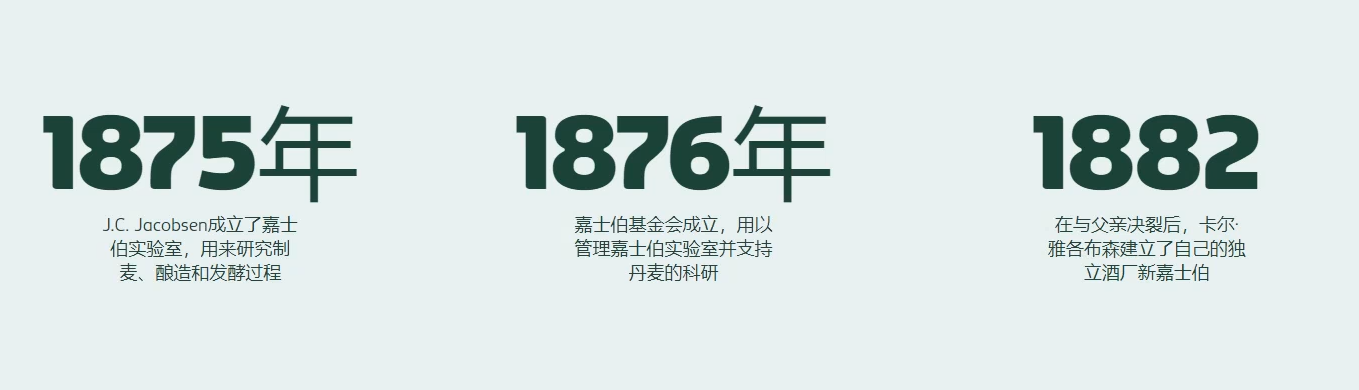 1875年
J.C. Jacobsen成立了嘉士
伯实验室，用来研究制
麦、酿造和发酵过程
1876年
嘉士伯基金会成立，用以
管理嘉士伯实验室并支持
丹麦的科研
1882
在与父亲决裂后，卡尔·
雅各布森建立了自己的独
立酒厂新嘉士伯